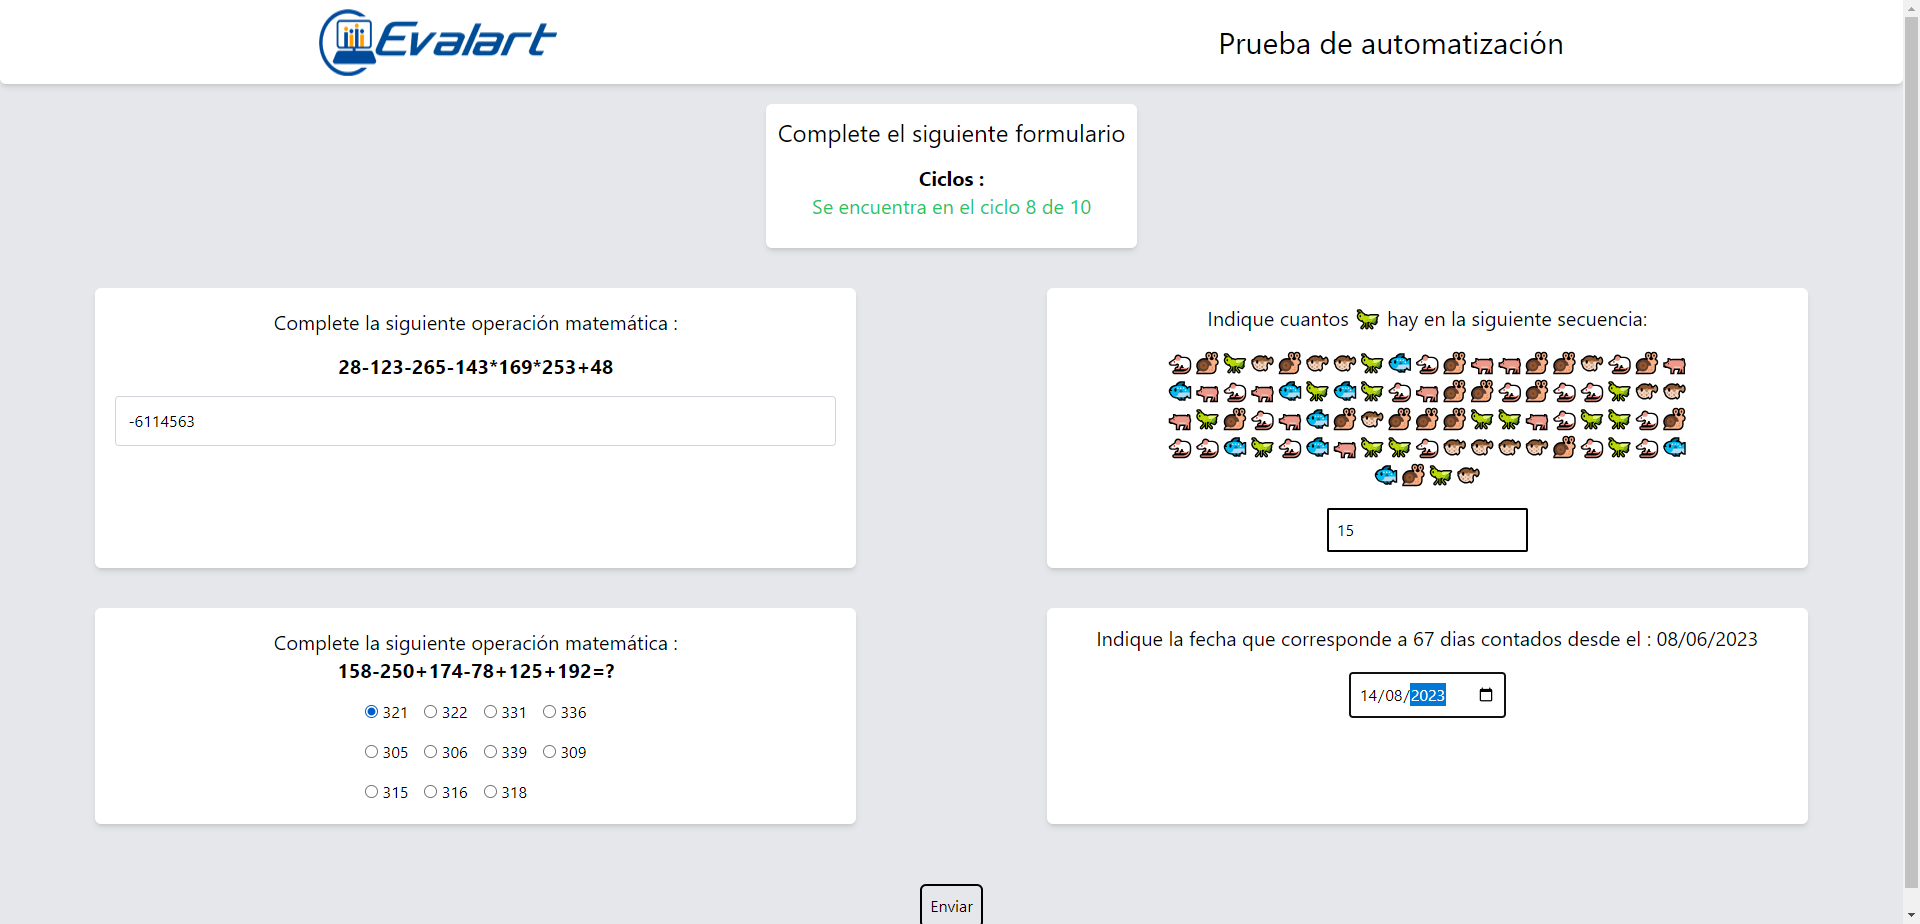 Evalart
Prueba de automatización
Complete el siguiente formulario
Ciclos :
Se encuentra en el ciclo 8 de 10
Complete la siguiente operación matemática :
28-123-265-143*169*253+48
-6114563
Indique cuantos hay en la siguiente secuencia:
15
Complete la siguiente operación matemática :
158-250+174-78+125+192=?
321 322 331 336
305 306 339 309
315 316 318
Indique la fecha que corresponde a 67 dias contados desde el : 08/06/2023
14/08/2023
Enviar